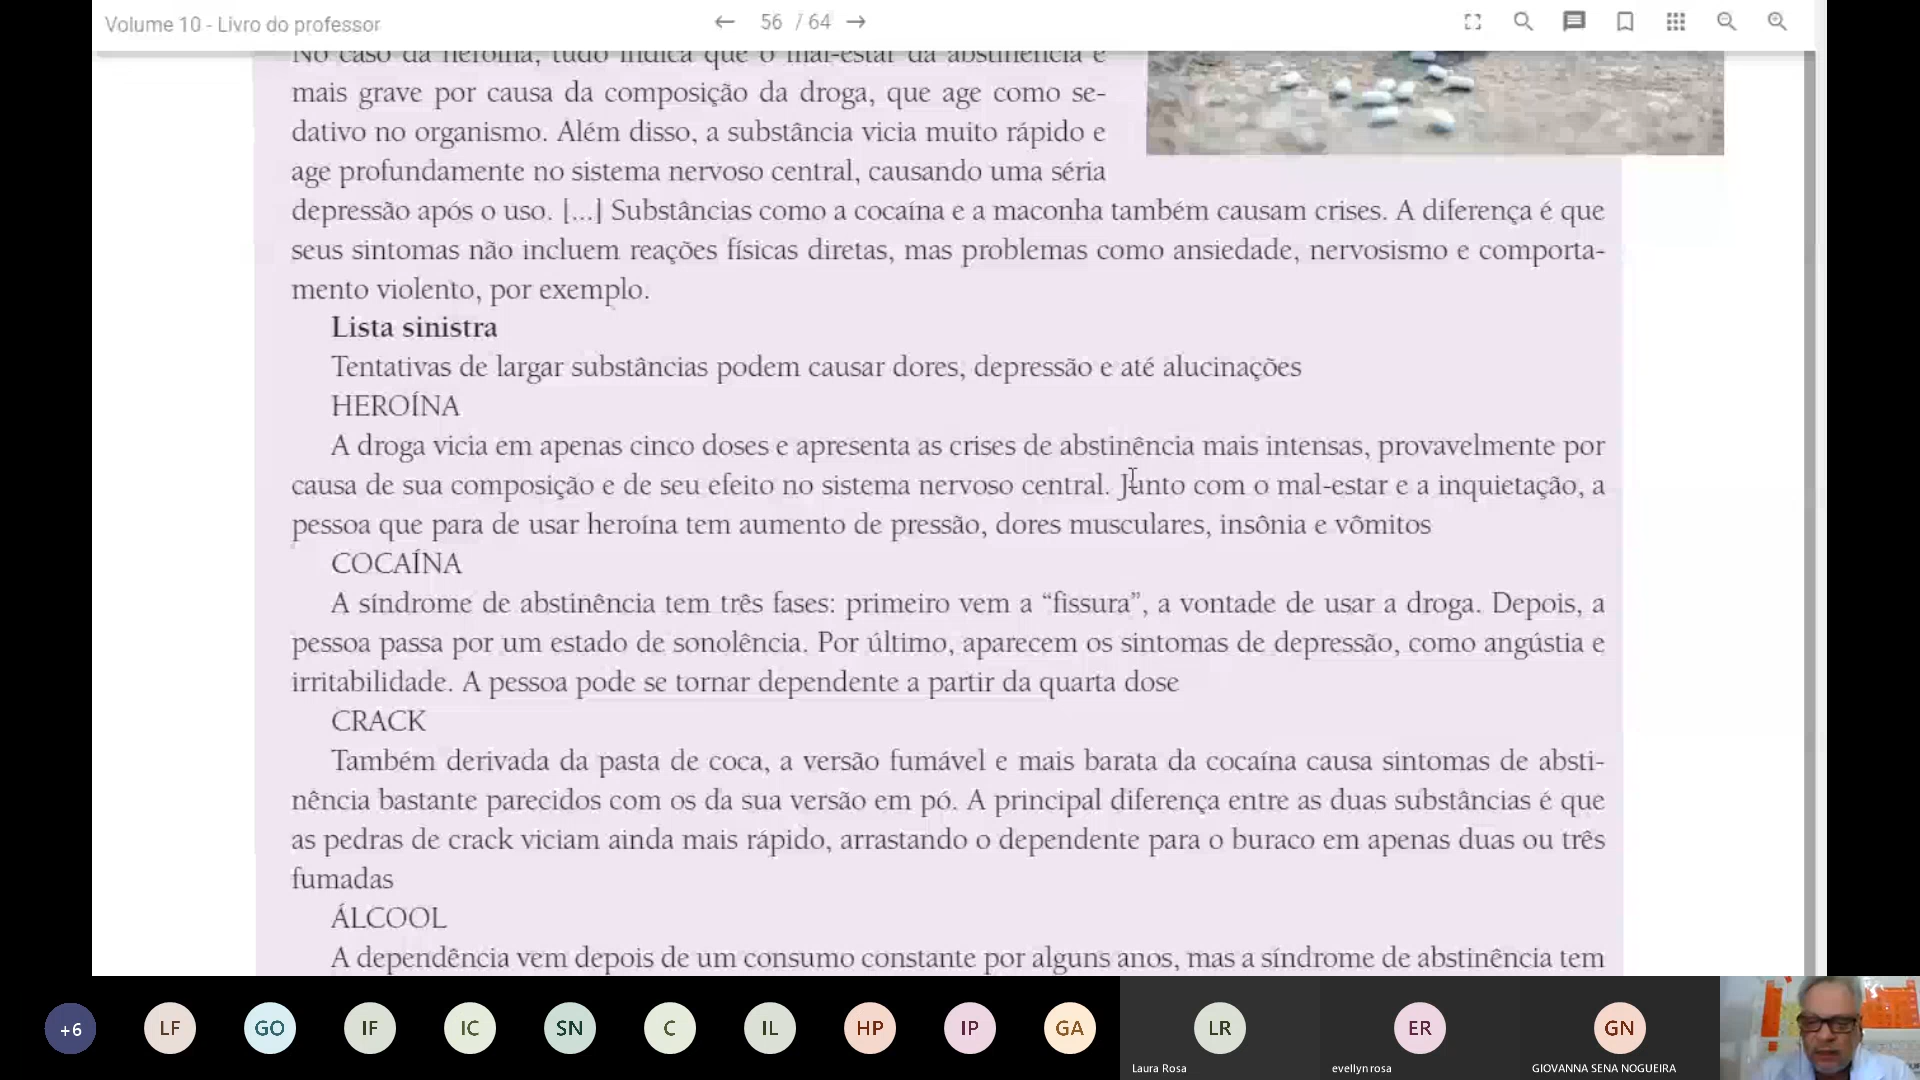 Volume 10 - Livro do professor
56 / 64
No caso da heroína, tudo indica que o mal-estar da abstinência é
mais grave por causa da composição da droga, que age como se-
dativo no organismo. Além disso, a substância vicia muito rápido e
age profundamente no sistema nervoso central, causando uma séria
depressão após o uso. [...] Substâncias como a cocaína e a maconha também causam crises. A diferença é que
seus sintomas não incluem reações físicas diretas, mas problemas como ansiedade, nervosismo e comporta-
mento violento, por exemplo.
Lista sinistra
Tentativas de largar substâncias podem causar dores, depressão e até alucinações
HEROÍNA
A droga vicia em apenas cinco doses e apresenta as crises de abstinência mais intensas, provavelmente por
causa de sua composição e de seu efeito no sistema nervoso central. Junto com o mal-estar e a inquietação, a
pessoa que para de usar heroína tem aumento de pressão, dores musculares, insônia e vômitos
COCAÍNA
A síndrome de abstinência tem três fases: primeiro vem a “fissura”, a vontade de usar a droga. Depois, a
pessoa passa por um estado de sonolência. Por último, aparecem os sintomas de depressão, como angústia e
irritabilidade. A pessoa pode se tornar dependente a partir da quarta dose
CRACK
Também derivada da pasta de coca, a versão fumável e mais barata da cocaína causa sintomas de absti-
nência bastante parecidos com os da sua versão em pó. A principal diferença entre as duas substâncias é que
as pedras de crack viciam ainda mais rápido, arrastando o dependente para o buraco em apenas duas ou três
fumadas
ÁLCOOL
A dependência vem depois de um consumo constante por alguns anos, mas a síndrome de abstinência tem
+6 LF GO IF IC SN C IL HP IP GA LR ER GN
Laura Rosa evellyn rosa GIOVANNA SENA NOGUEIRA